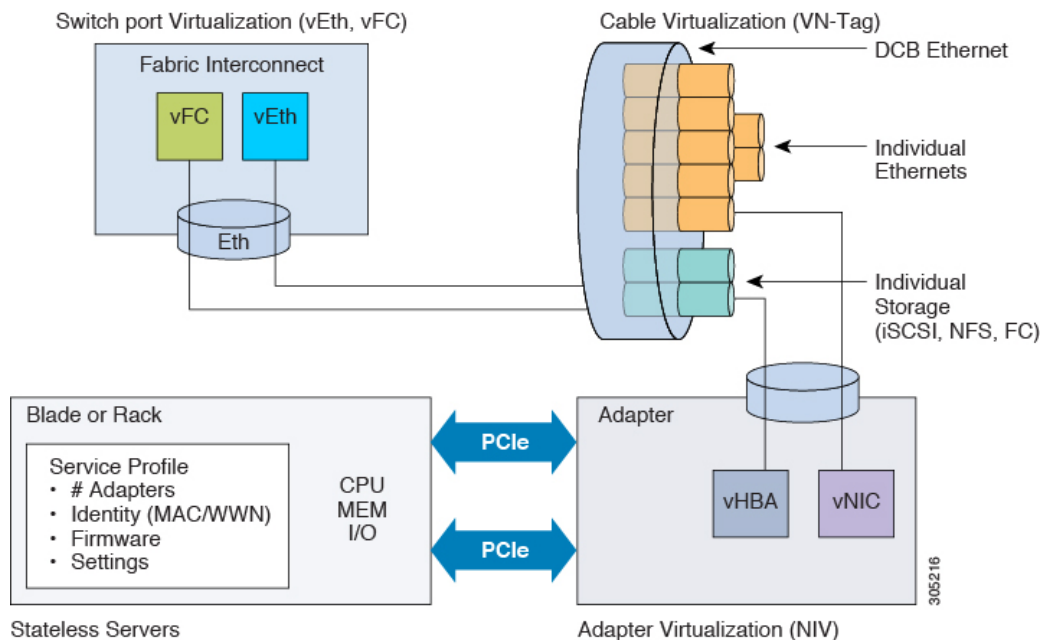 Switch port Virtualization (vEth, vFC)
Cable Virtualization (VN-Tag)
Fabric Interconnect
DCB Ethernet
vFC
vEth
Individual
Ethernets
Eth
Individual
Storage
(iSCSI, NFS, FC)
Blade or Rack
Service Profile
• # Adapters
• Identity (MAC/WWN)
• Firmware
• Settings
CPU
MEM
I/O
PCIe
PCIe
Adapter
vHBA
vNIC
305216
Stateless Servers
Adapter Virtualization (NIV)